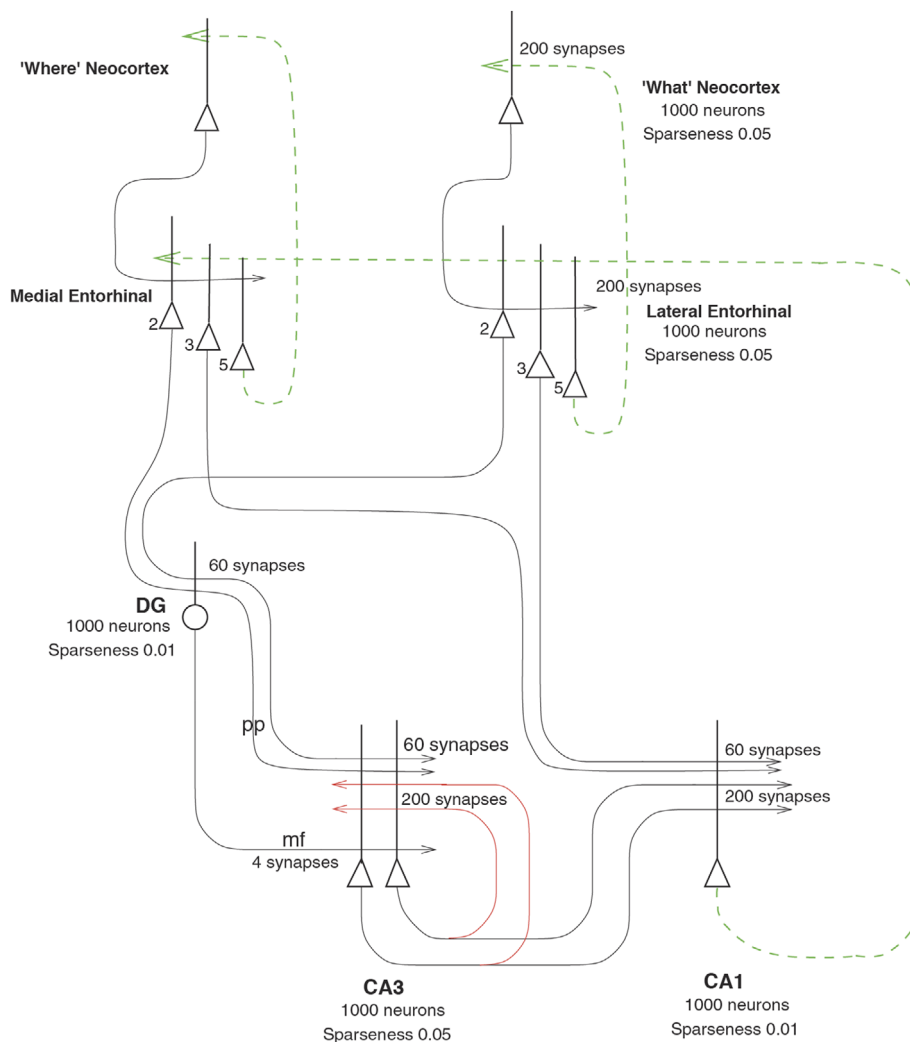 200 synapses
'Where' Neocortex
'What' Neocortex
1000 neurons
Sparseness 0.05
Medial Entorhinal
2
3
5
200 synapses
Lateral Entorhinal
1000 neurons
Sparseness 0.05
2
3
5
60 synapses
DG
1000 neurons
Sparseness 0.01
pp
60 synapses
60 synapses
200 synapses
200 synapses
mf
4 synapses
CA3
1000 neurons
Sparseness 0.05
CA1
1000 neurons
Sparseness 0.01